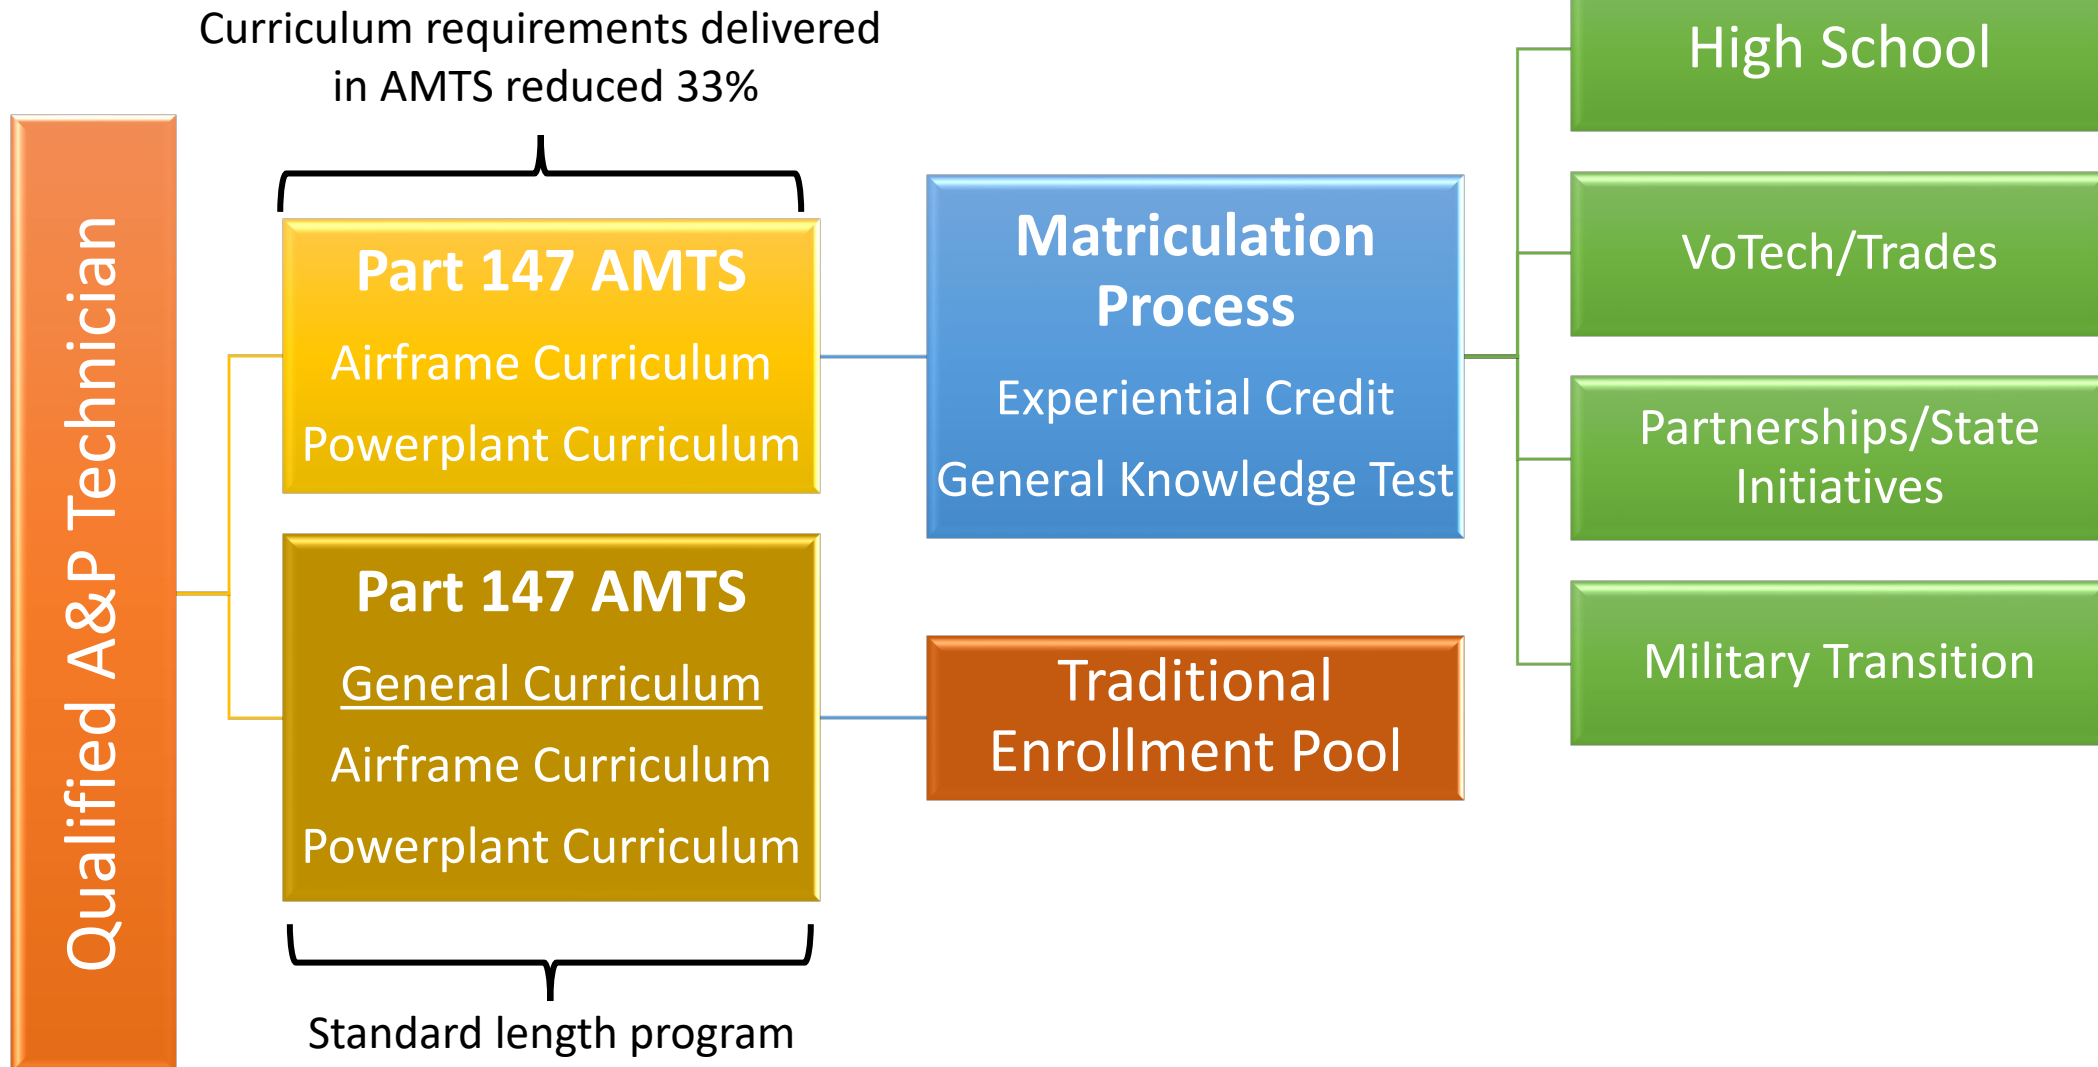 Curriculum requirements delivered
in AMTS reduced 33%
Qualified A&P Technician
Part 147 AMTS
Airframe Curriculum
Powerplant Curriculum
Part 147 AMTS
General Curriculum
Airframe Curriculum
Powerplant Curriculum
Standard length program
Matriculation
Process
Experiential Credit
General Knowledge Test
Traditional
Enrollment Pool
High School
VoTech/Trades
Partnerships/State
Initiatives
Military Transition